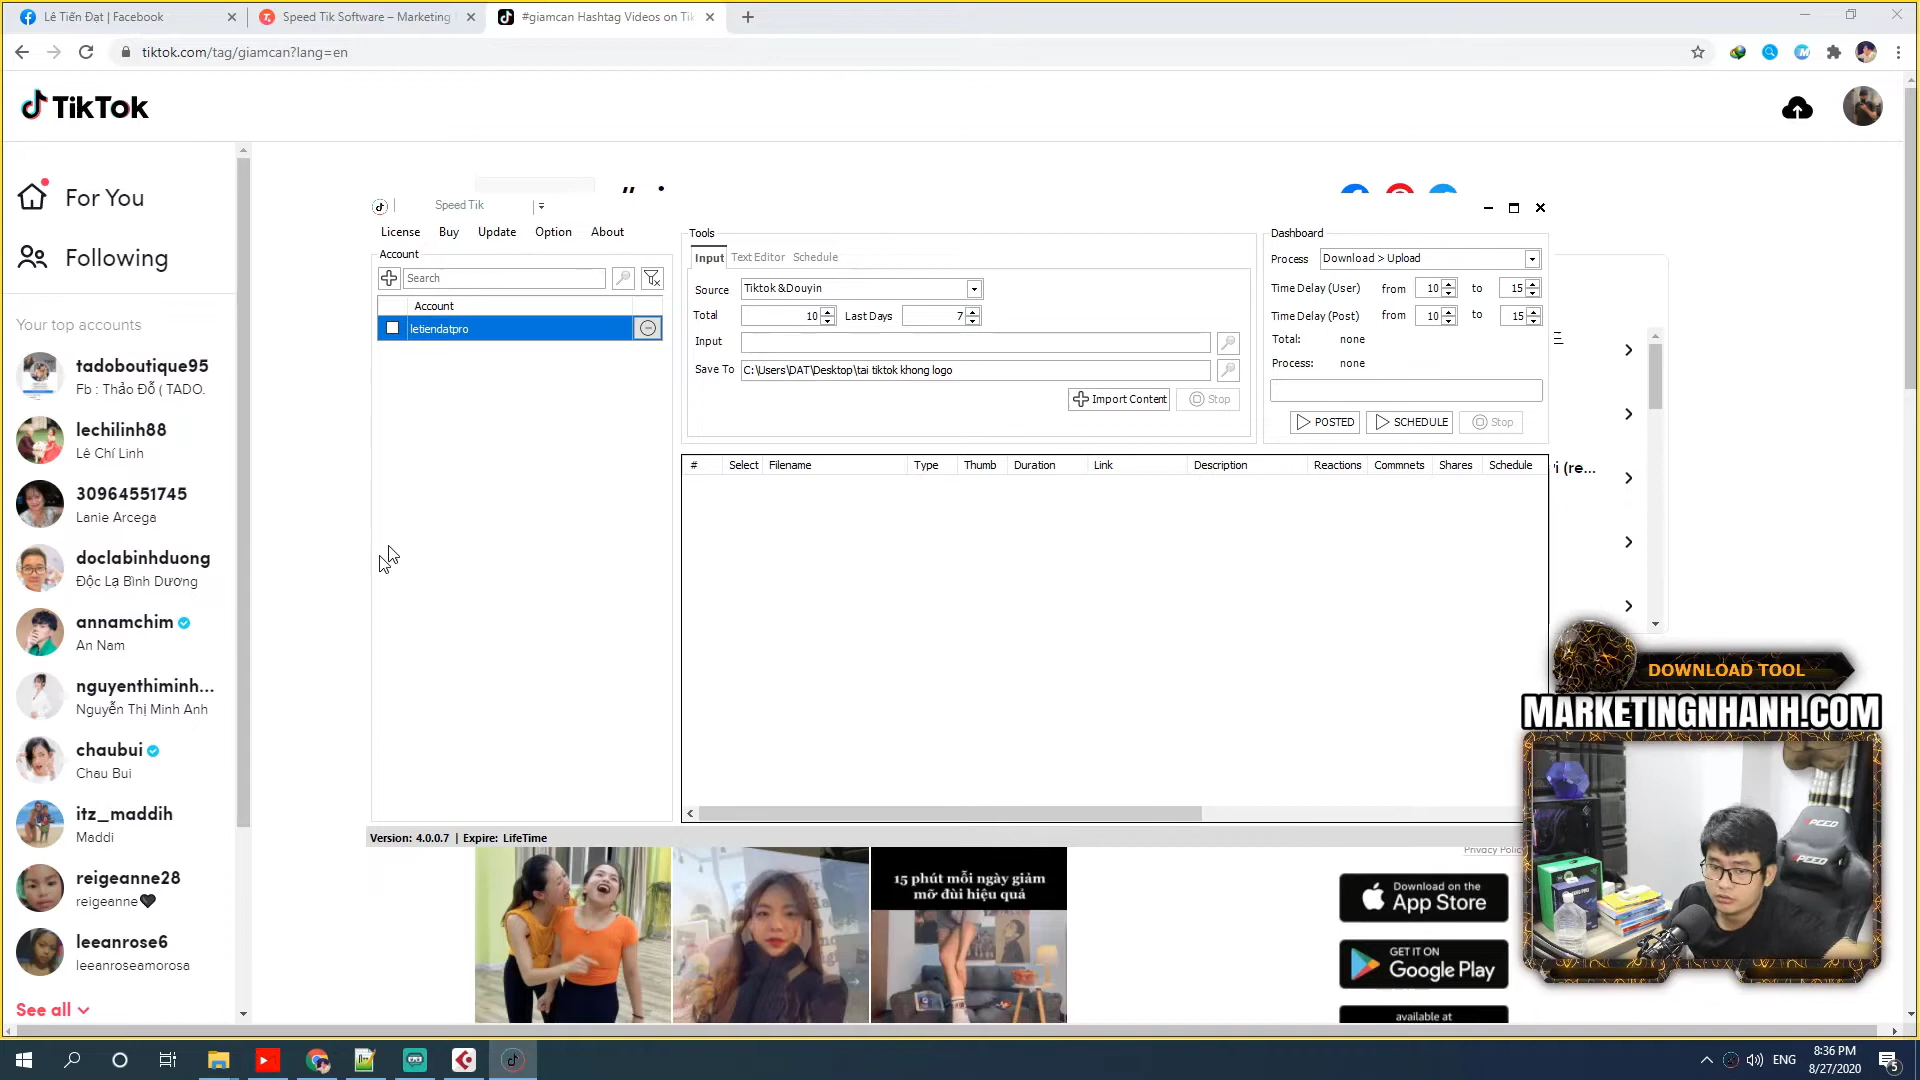 Lê Tiến Đạt | Facebook
Speed Tik Software – Marketing
#giamcan Hashtag Videos on Tik
tiktok.com/tag/giamcan?lang=en
TikTok
For You
Following
Your top accounts
tadoboutique95
Fb : Thảo Đỗ ( TADO.
lechilinh88
Lê Chí Linh
30964551745
Lanie Arcega
doclabinhduong
Độc Lạ Bình Dương
annamchim
An Nam
nguyenthiminh...
Nguyễn Thị Minh Anh
chaubui
Chau Bui
itz_maddih
Maddi
reigeanne28
reigeanne🖤
leeanrose6
leeanroseamorosa
See all
Speed Tik
License Buy Update Option About
Account
Search
Account
letiendatpro
Tools
Input Text Editor Schedule
Source Tiktok &Douyin
Total 10 Last Days 7
Input
Save To C:\Users\DAT\Desktop\tai tiktok khong logo
Import Content Stop
Dashboard
Process Download > Upload
Time Delay (User) from 10 to 15
Time Delay (Post) from 10 to 15
Total: none
Process: none
POSTED SCHEDULE Stop
# Select Filename Type Thumb Duration Link Description Reactions Commnets Shares Schedule
i (re...
Version: 4.0.0.7 | Expire: LifeTime
Privacy Policy
15 phút mỗi ngày giảm
mỡ đùi hiệu quả
Download on the
App Store
GET IT ON
Google Play
available at
DOWNLOAD TOOL
MARKETINGNHANH.COM
SPEED
ENG
8:36 PM
8/27/2020
5